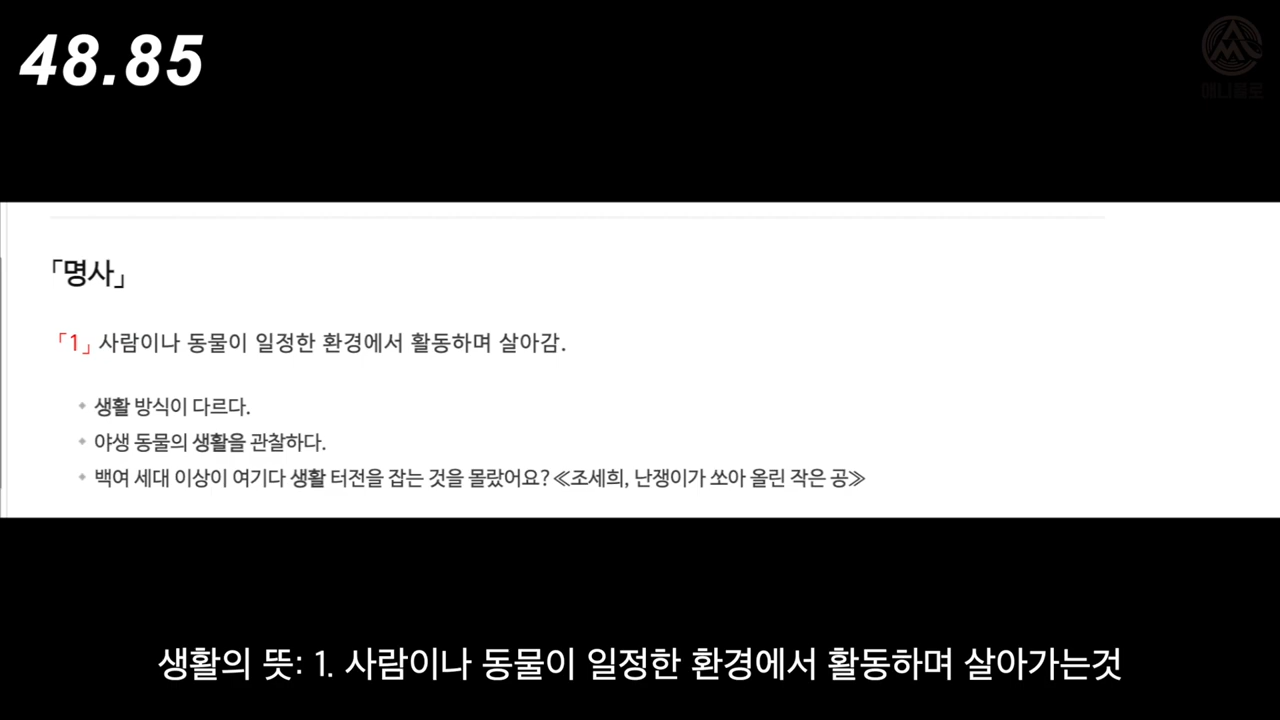 48.85
애니클로
「명사」
「1」 사람이나 동물이 일정한 환경에서 활동하며 살아감.
생활 방식이 다르다.
야생 동물의 생활을 관찰하다.
백여 세대 이상이 여기다 생활 터전을 잡는 것을 몰랐어요?≪조세희, 난쟁이가 쏘아 올린 작은 공≫
생활의 뜻: 1. 사람이나 동물이 일정한 환경에서 활동하며 살아가는것